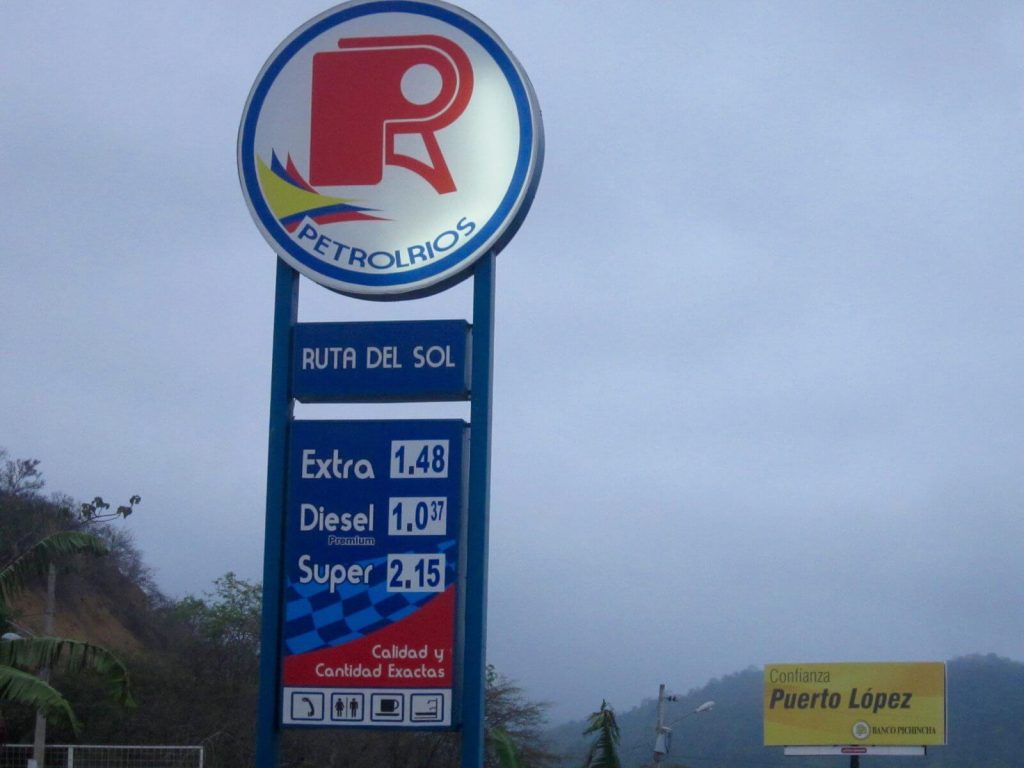 PETROLRIOS
RUTA DEL SOL
Extra 1.48
Diesel 1.037
Premium
Super 2.15
Calidad y
Cantidad Exactas
Confianza
Puerto López
BANCO PICHINCHA